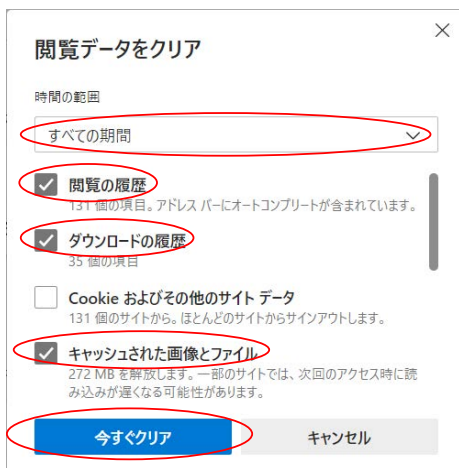 閲覧データをクリア
時間の範囲
すべての期間
閲覧の履歴
131 個の項目。アドレス バーにオートコンプリートが含まれています。
ダウンロードの履歴
35 個の項目
Cookie およびその他のサイト データ
131 個のサイトから。ほとんどのサイトからサインアウトします。
キャッシュされた画像とファイル
272 MB を解放します。一部のサイトでは、次回のアクセス時に読
み込みが遅くなる可能性があります。
今すぐクリア
キャンセル